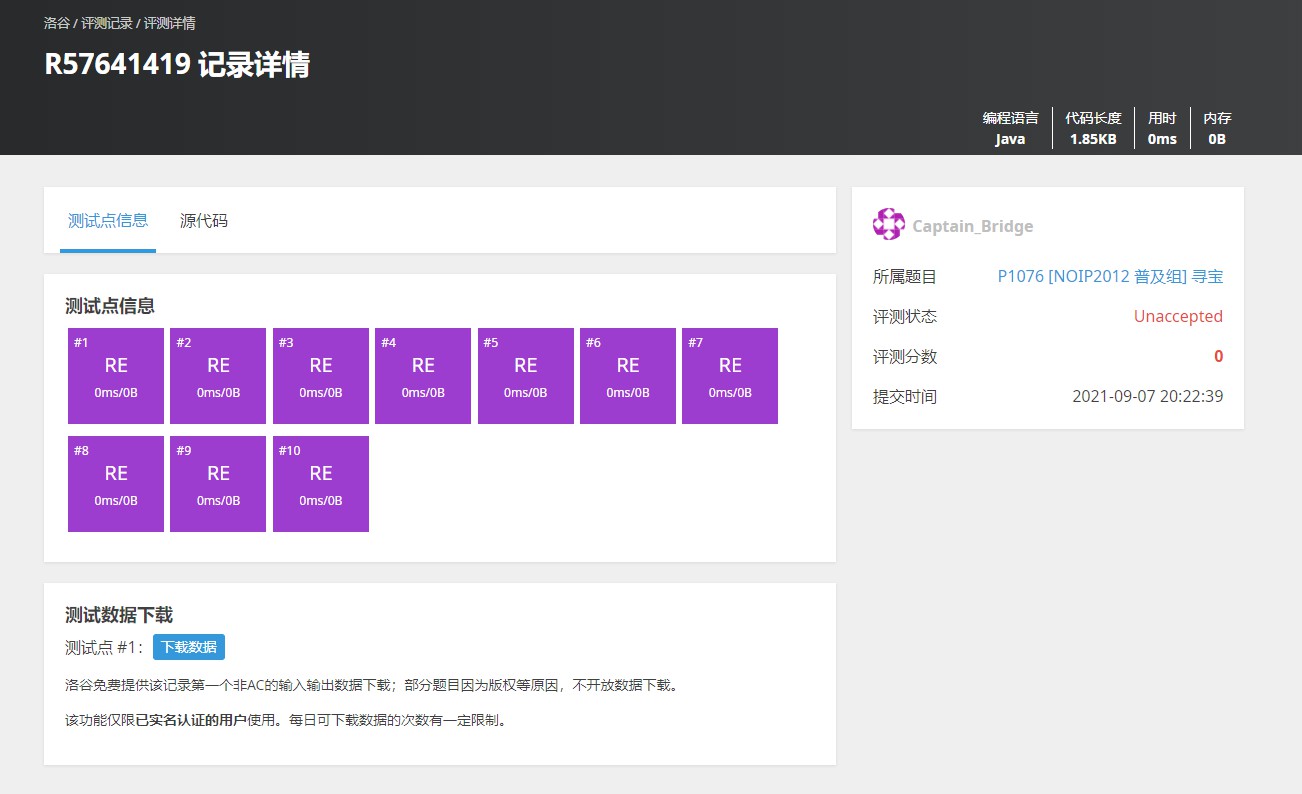 洛谷 / 评测记录 / 评测详情
R57641419 记录详情
编程语言 代码长度 用时 内存
Java 1.85KB 0ms 0B
测试点信息 源代码
测试点信息
#1 #2 #3 #4 #5 #6 #7
RE RE RE RE RE RE RE
0ms/0B 0ms/0B 0ms/0B 0ms/0B 0ms/0B 0ms/0B 0ms/0B
#8 #9 #10
RE RE RE
0ms/0B 0ms/0B 0ms/0B
测试数据下载
测试点 #1: 下载数据
洛谷免费提供该记录第一个非AC的输入输出数据下载；部分题目因为版权等原因，不开放数据下载。
该功能仅限已实名认证的用户使用。每日可下载数据的次数有一定限制。
Captain_Bridge
所属题目 P1076 [NOIP2012 普及组] 寻宝
评测状态 Unaccepted
评测分数 0
提交时间 2021-09-07 20:22:39